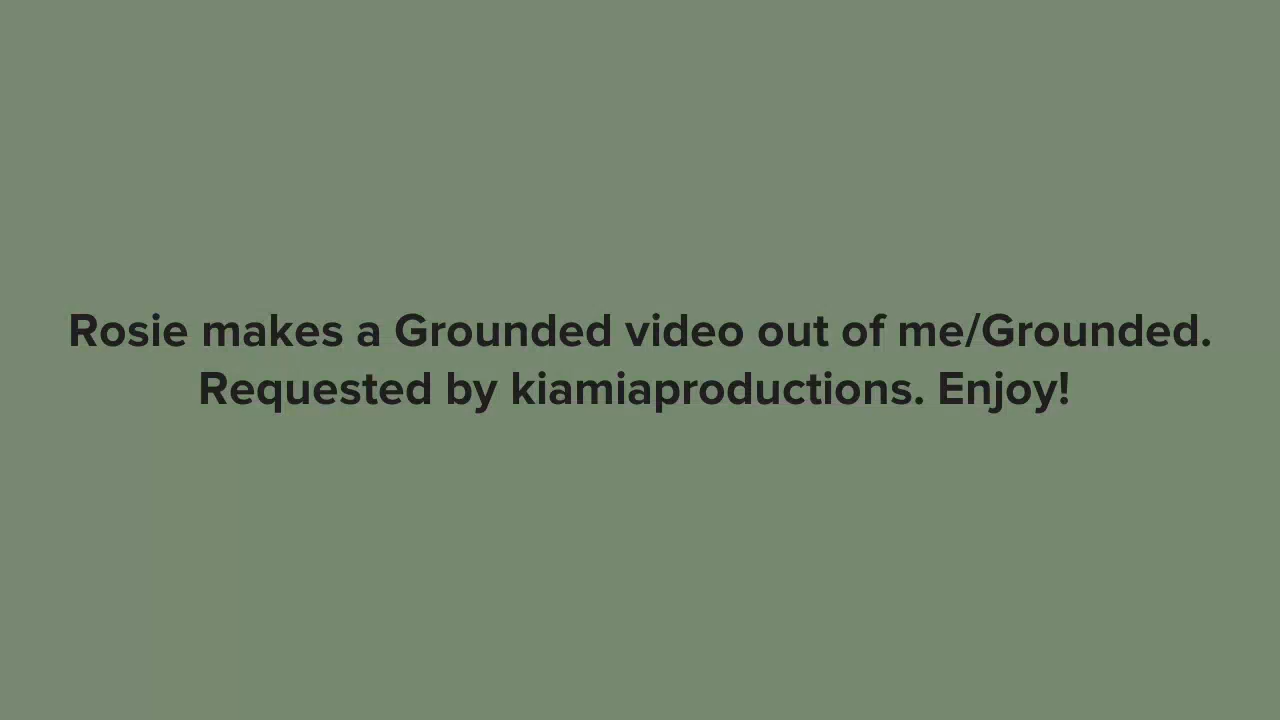 Rosie makes a Grounded video out of me/Grounded.
Requested by kiamiaproductions. Enjoy!